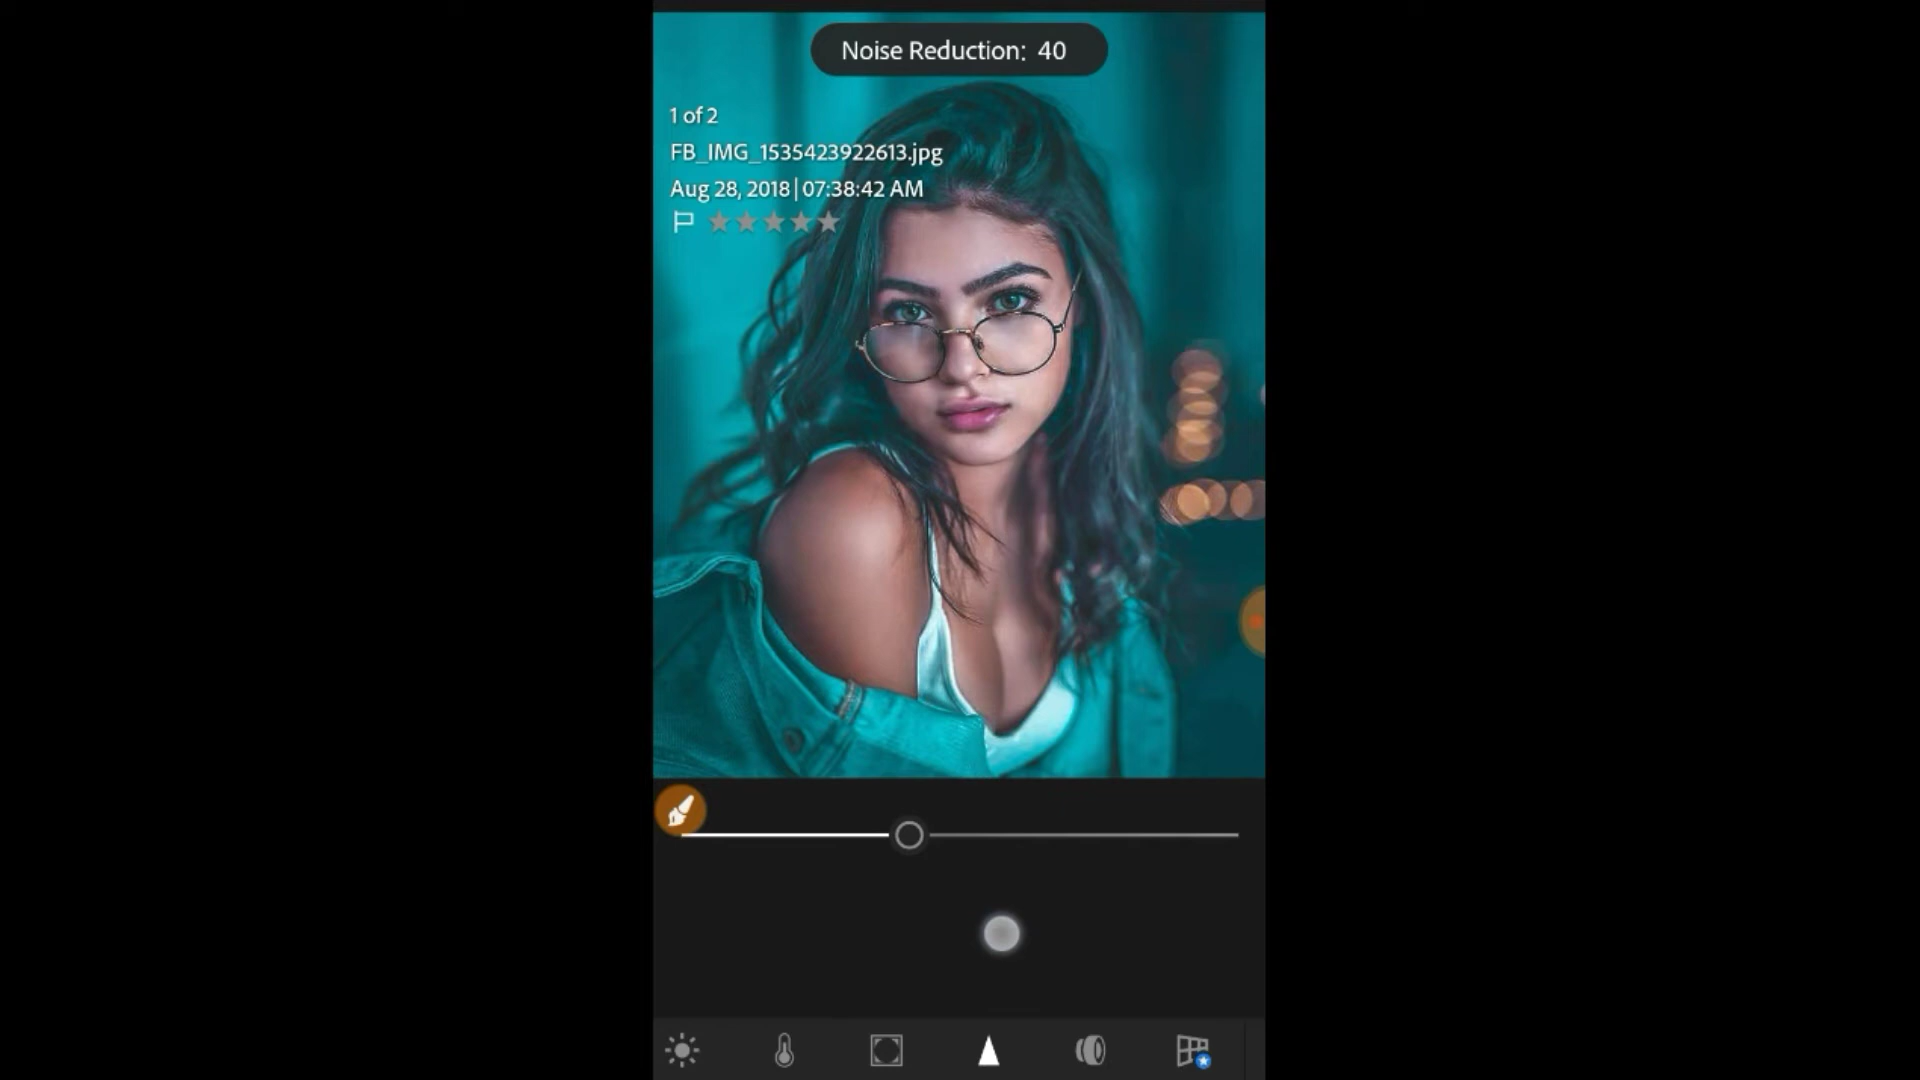 Noise Reduction: 40
1 of 2
FB_IMG_1535423922613.jpg
Aug 28, 2018 | 07:38:42 AM